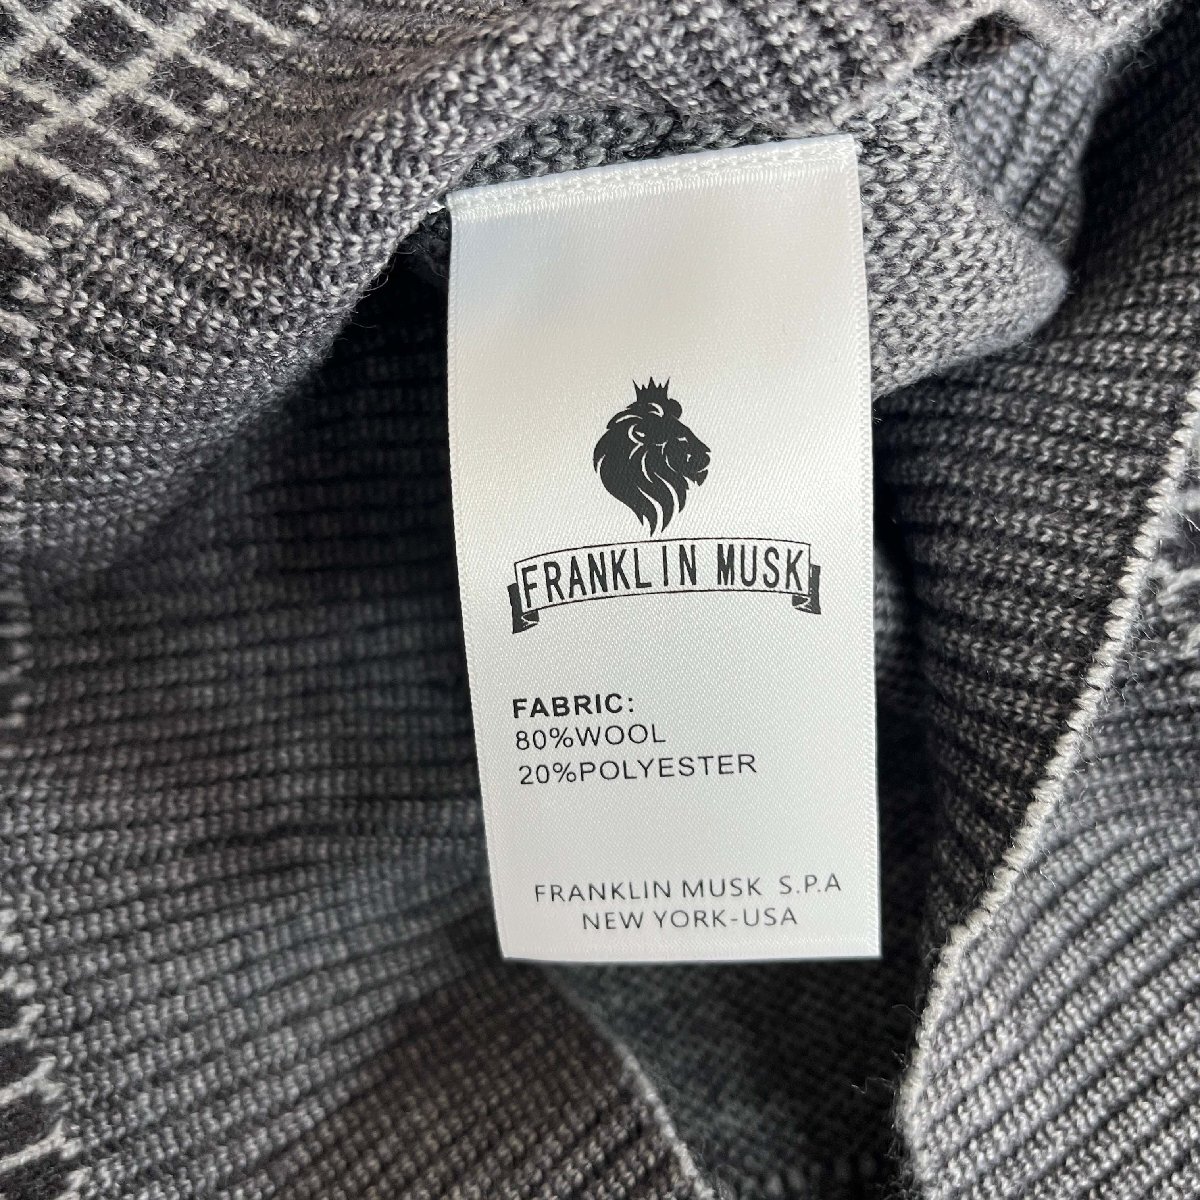 FRANKLIN MUSK
FABRIC:
80%WOOL
20%POLYESTER
FRANKLIN MUSK S.P.A
NEW YORK-USA